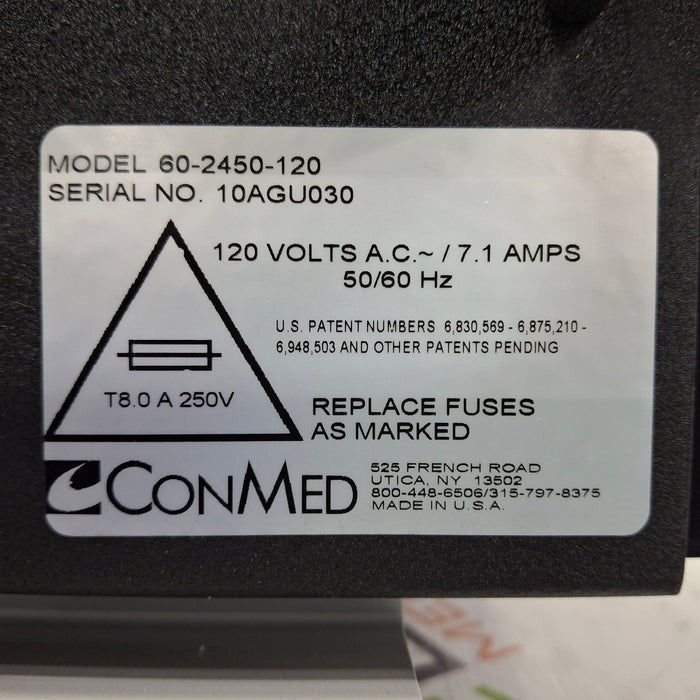 MODEL 60-2450-120
SERIAL NO. 10AGU030
120 VOLTS A.C.~ / 7.1 AMPS
50/60 Hz
U.S. PATENT NUMBERS 6,830,569 - 6,875,210 -
6,948,503 AND OTHER PATENTS PENDING
T8.0 A 250V
REPLACE FUSES
AS MARKED
CONMED
525 FRENCH ROAD
UTICA, NY 13502
800-448-6506/315-797-8375
MADE IN U.S.A.